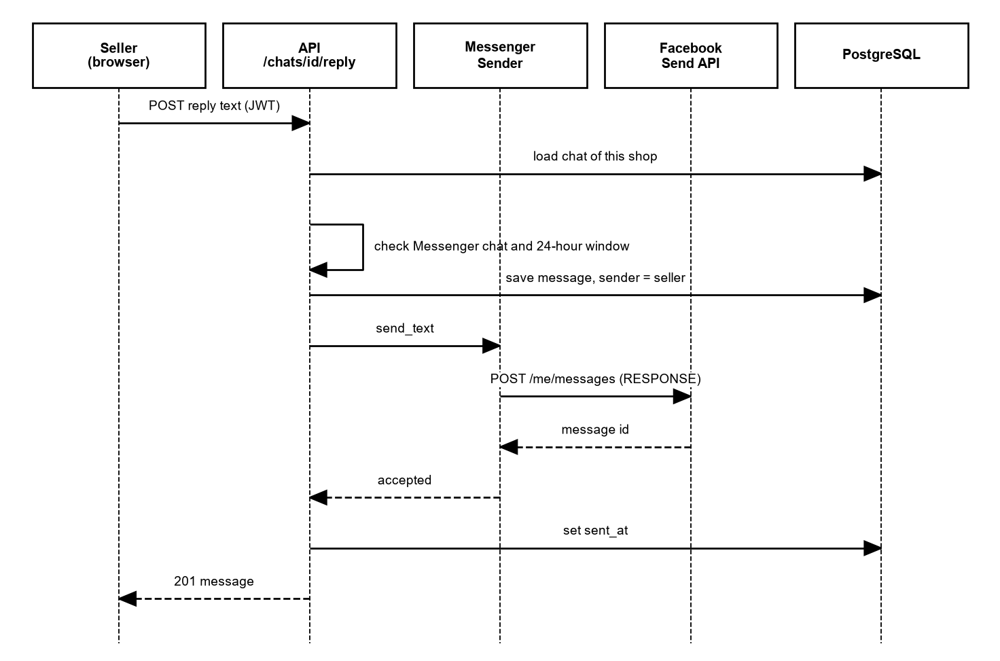 Seller
(browser)
API
/chats/id/reply
Messenger
Sender
Facebook
Send API
PostgreSQL
POST reply text (JWT)
load chat of this shop
check Messenger chat and 24-hour window
save message, sender = seller
send_text
POST /me/messages (RESPONSE)
message id
accepted
set sent_at
201 message